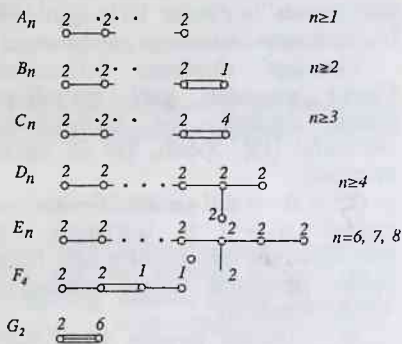 A_n 2 2 2 n≥1
B_n 2 2 2 1 n≥2
C_n 2 2 2 4 n≥3
D_n 2 2 2 2 2 n≥4
2
E_n 2 2 2 2 2 2 n=6, 7, 8
2
F_4 2 2 1 1
G_2 2 6